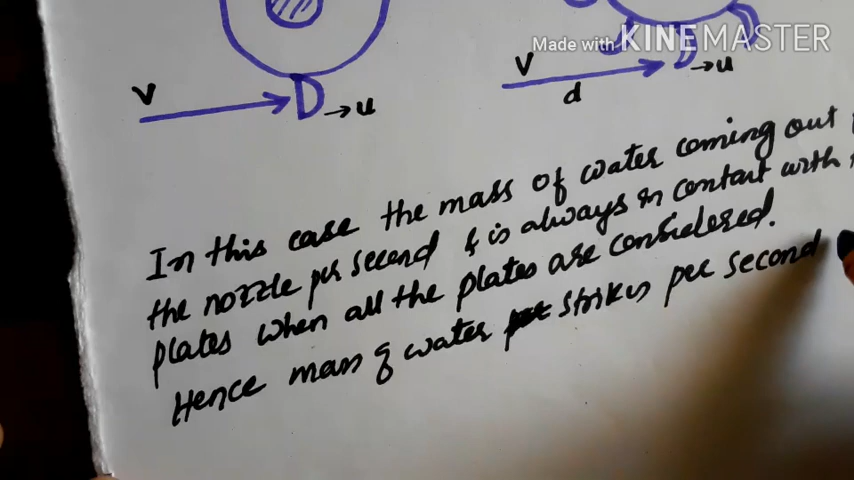 Made with KINEMASTER
V
u
V
d
u
In this case the mass of water coming out
the nozzle per second & is always in contact with
plates when all the plates are considered.
Hence mass of water strikes per second